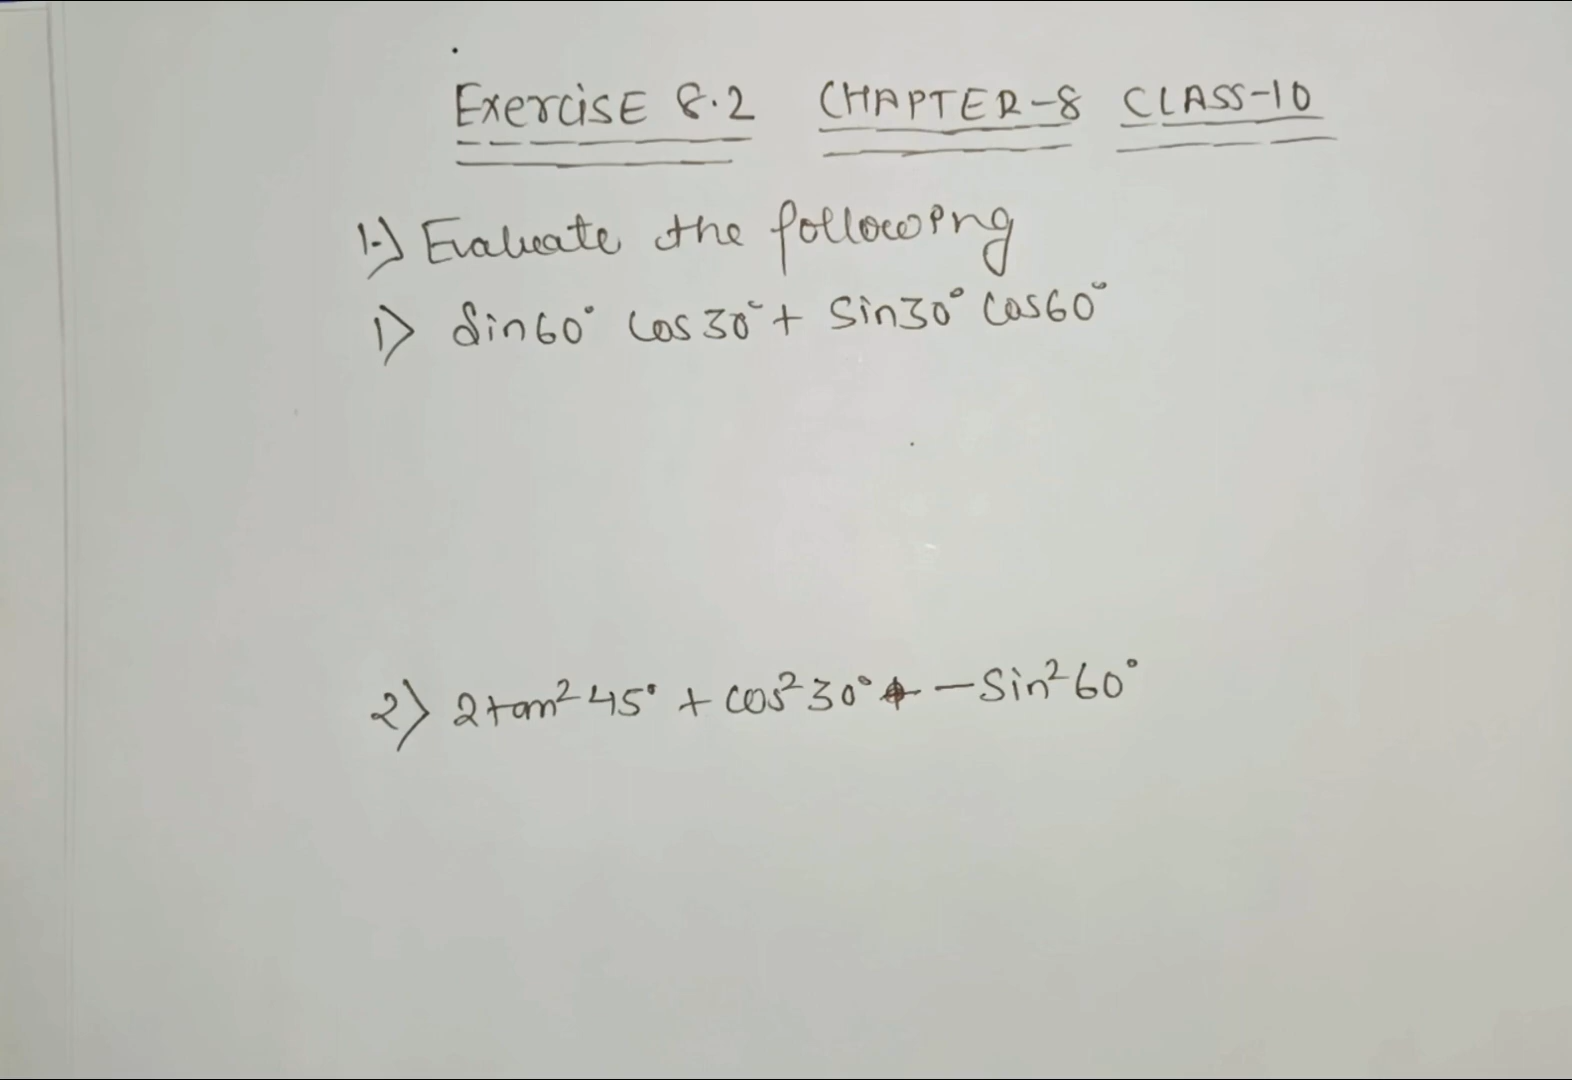 ExerciSE 8.2 CHAPTER-8 CLASS-10
1-) Evaluate the following
1) Sin60° Cos30° + Sin30° Cos60°
2) 2tan²45° + cos²30° - Sin²60°